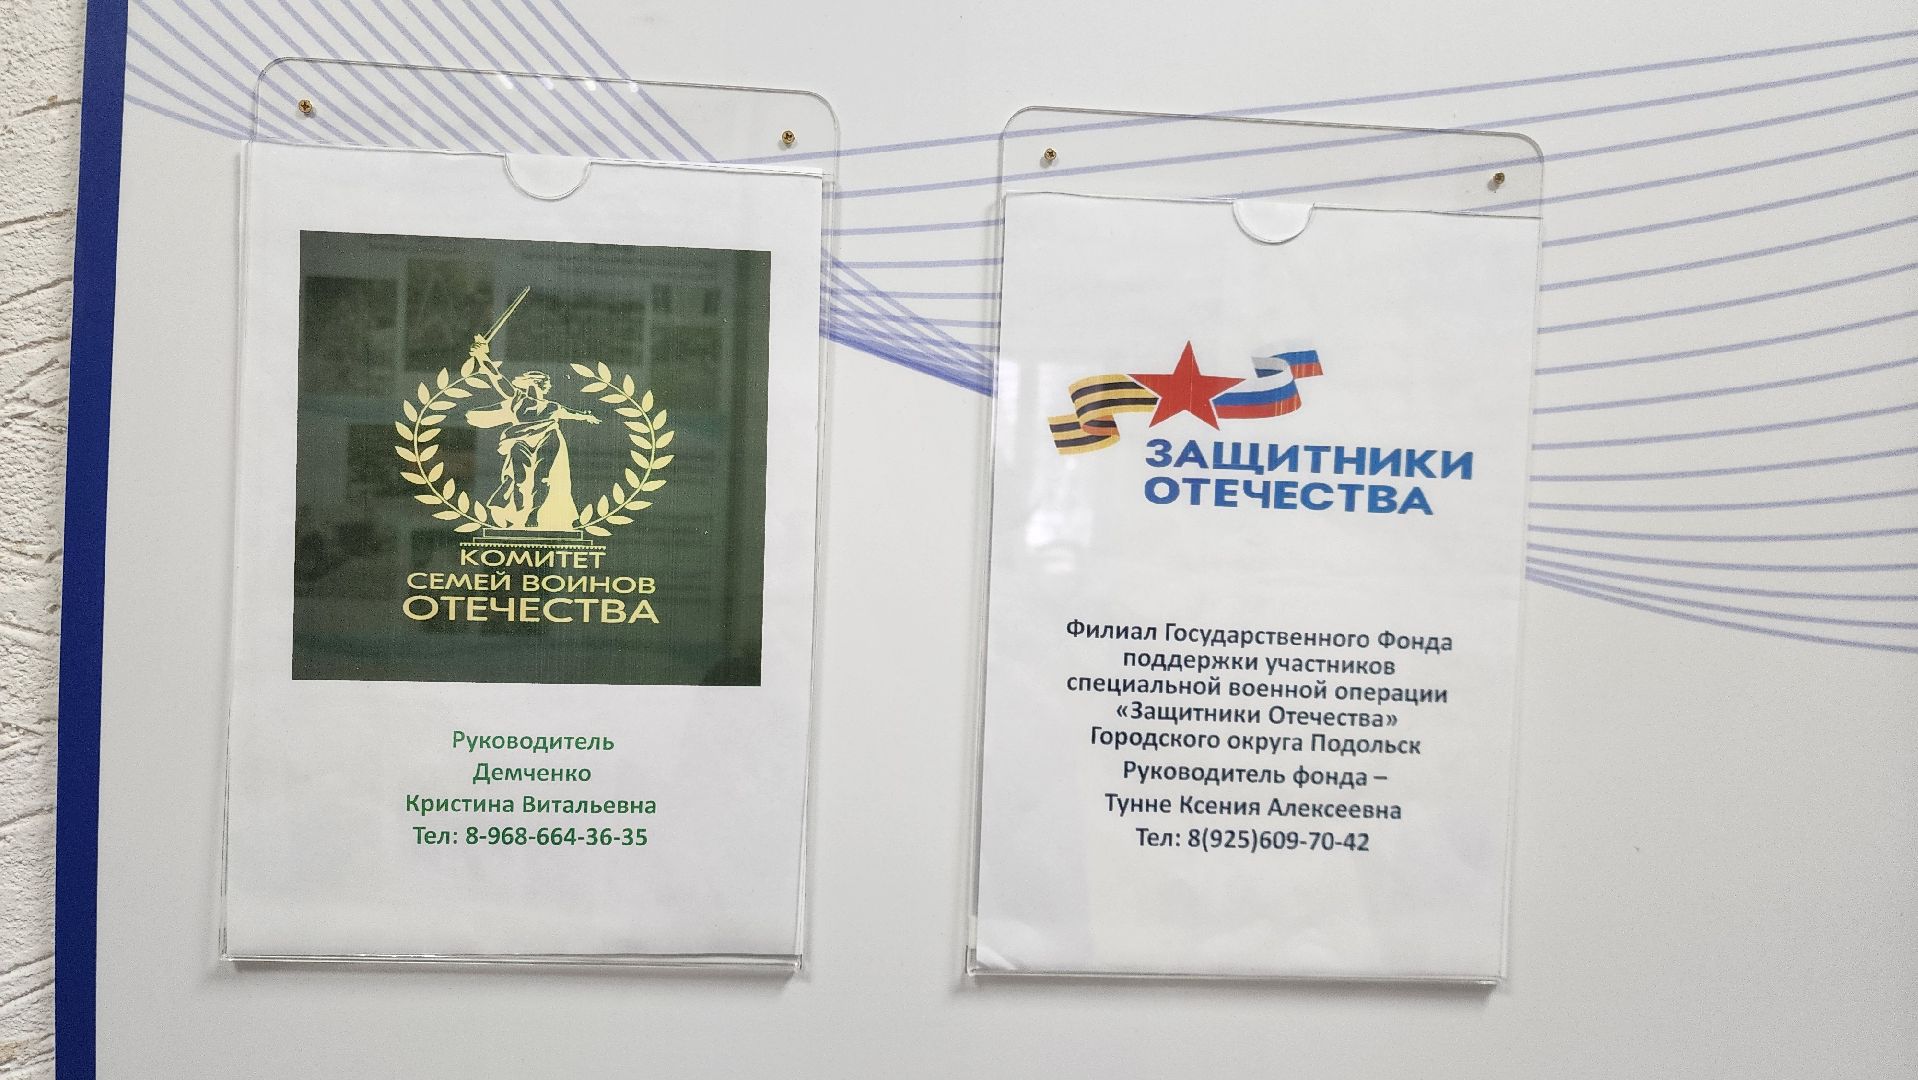 КОМИТЕТ
СЕМЕЙ ВОИНОВ
ОТЕЧЕСТВА
Руководитель
Демченко
Кристина Витальевна
Тел: 8-968-664-36-35
ЗАЩИТНИКИ
ОТЕЧЕСТВА
Филиал Государственного Фонда
поддержки участников
специальной военной операции
«Защитники Отечества»
Городского округа Подольск
Руководитель фонда –
Тунне Ксения Алексеевна
Тел: 8(925)609-70-42